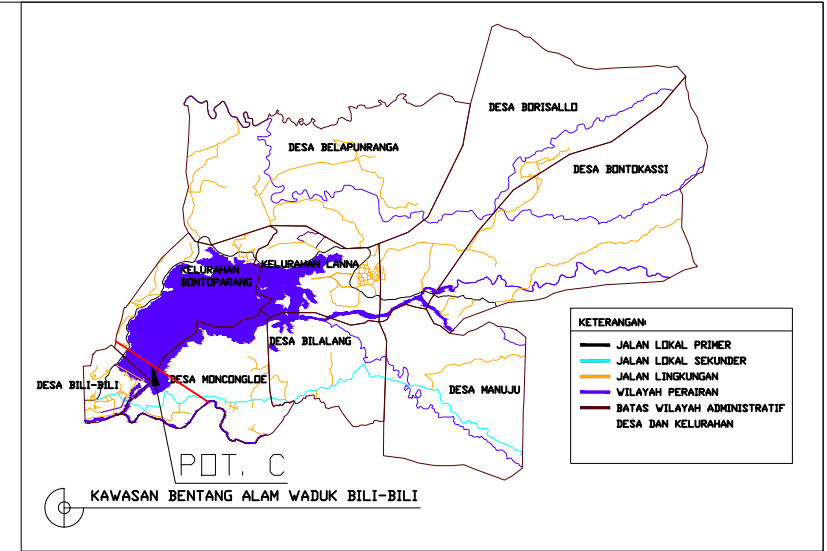 DESA BORISALLO
DESA BELAPUNRANGA
DESA BONTOKASSI
KELURAHAN LANNA
KELURAHAN
BONTOPARANG
DESA BILALANG
DESA BILI-BILI
DESA MONCONGLOE
DESA MANUJU
KETERANGAN:
JALAN LOKAL PRIMER
JALAN LOKAL SEKUNDER
JALAN LINGKUNGAN
WILAYAH PERAIRAN
BATAS WILAYAH ADMINISTRATIF
DESA DAN KELURAHAN
POT. C
KAWASAN BENTANG ALAM WADUK BILI-BILI